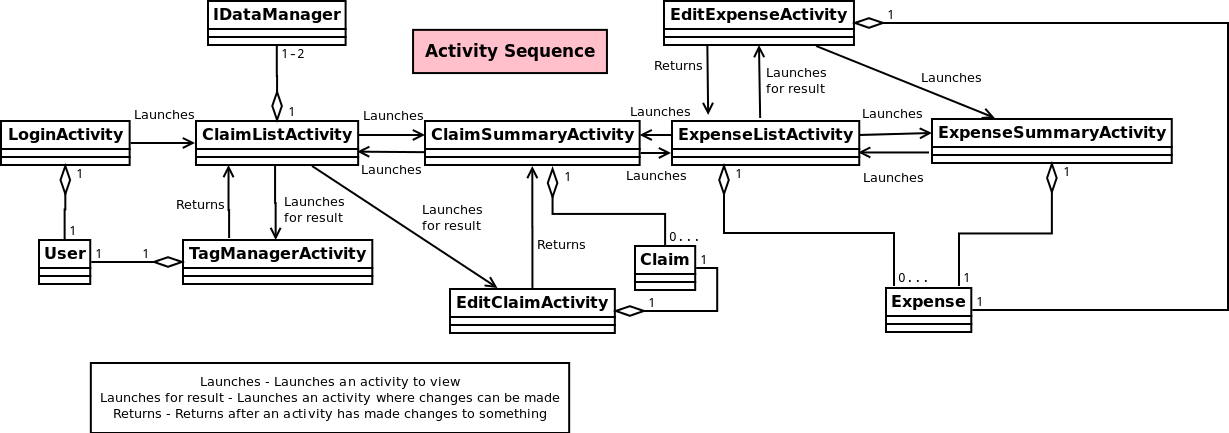 IDataManager
EditExpenseActivity
1
Activity Sequence
1-2
Returns
Launches
for result
Launches
1
Launches
Launches
Launches
Launches
LoginActivity
ClaimListActivity
ClaimSummaryActivity
ExpenseListActivity
ExpenseSummaryActivity
Launches
Launches
Launches
1
1
1
1
Returns
Launches
for result
Launches
for result
Returns
1
0...
User
1
1
TagManagerActivity
Claim
1
EditClaimActivity
1
0...
1
Expense
1
Launches - Launches an activity to view
Launches for result - Launches an activity where changes can be made
Returns - Returns after an activity has made changes to something